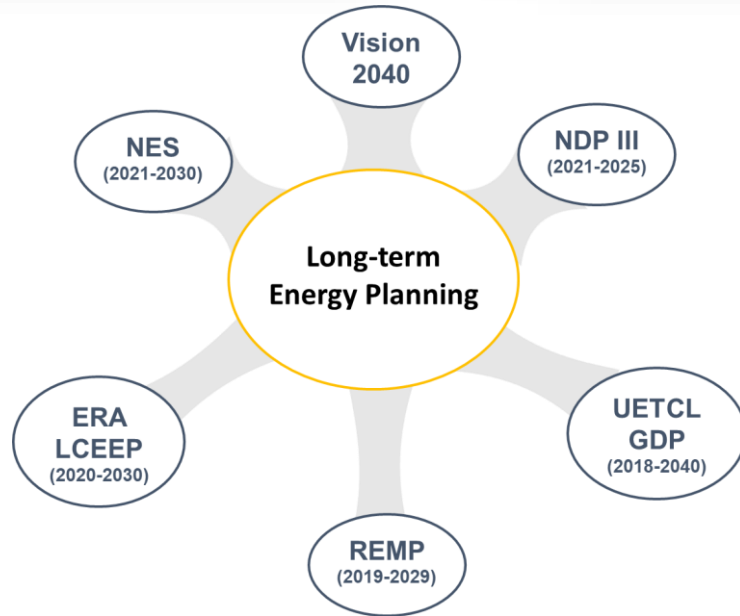 Vision
2040
NES
(2021-2030)
NDP III
(2021-2025)
Long-term
Energy Planning
ERA
LCEEP
(2020-2030)
UETCL
GDP
(2018-2040)
REMP
(2019-2029)